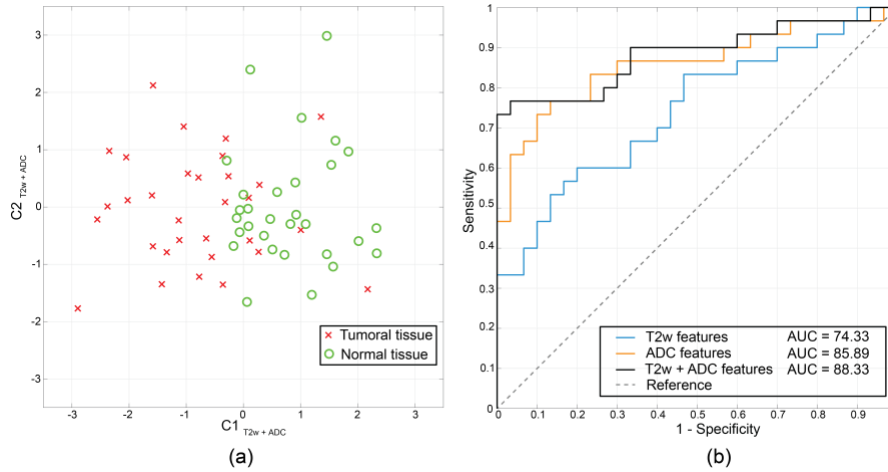 3
2
1
0
-1
-2
-3
-3
-2
-1
0
1
2
3
C2 T2w + ADC
C1 T2w + ADC
Tumoral tissue
Normal tissue
(a)
1
0.9
0.8
0.7
0.6
0.5
0.4
0.3
0.2
0.1
0
0.1
0.2
0.3
0.4
0.5
0.6
0.7
0.8
0.9
Sensitivity
1 - Specificity
T2w features AUC = 74.33
ADC features AUC = 85.89
T2w + ADC features AUC = 88.33
Reference
(b)